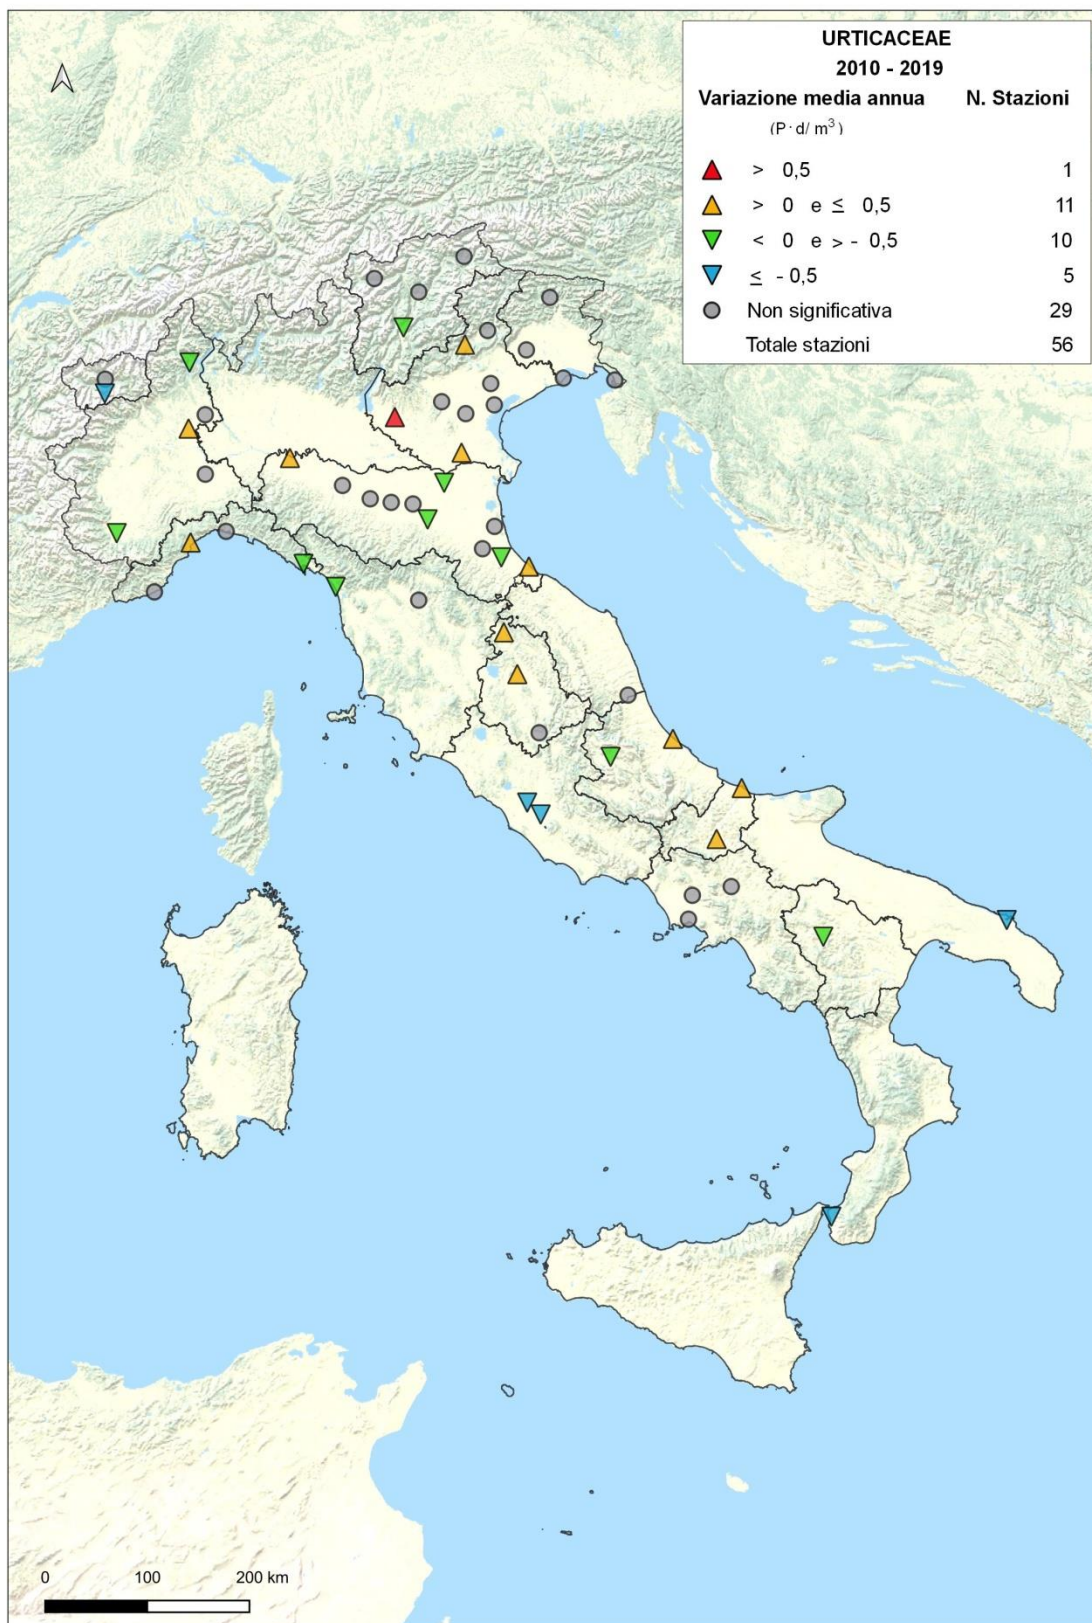 URTICACEAE
2010 - 2019
Variazione media annua N. Stazioni
(P · d/ m³)
> 0,5 1
> 0 e ≤ 0,5 11
< 0 e > - 0,5 10
≤ - 0,5 5
Non significativa 29
Totale stazioni 56
0 100 200 km